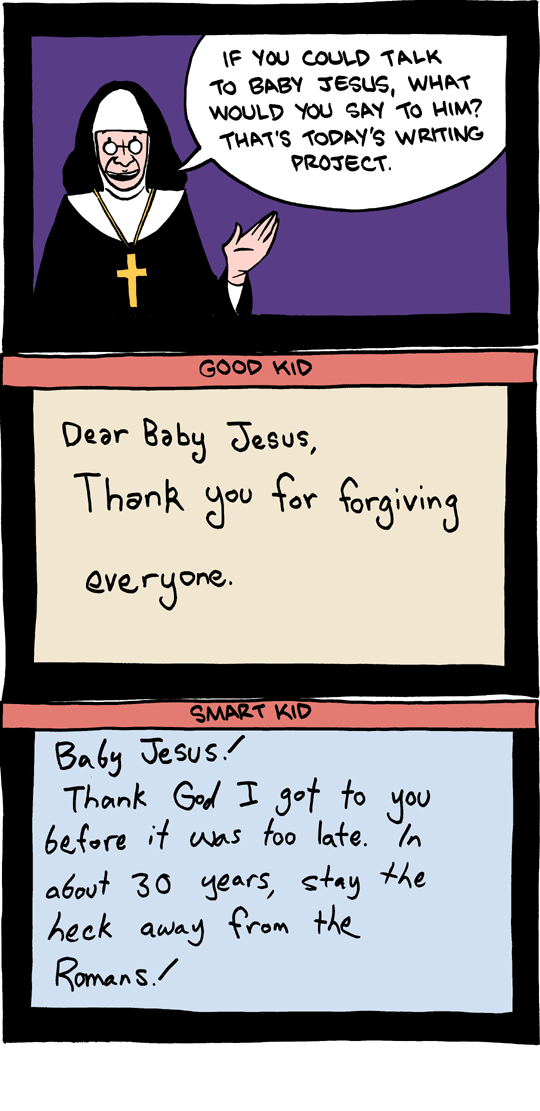 IF YOU COULD TALK
TO BABY JESUS, WHAT
WOULD YOU SAY TO HIM?
THAT'S TODAY'S WRITING
PROJECT.
GOOD KID
Dear Baby Jesus,
Thank you for forgiving
everyone.
SMART KID
Baby Jesus!
Thank God I got to you
before it was too late. In
about 30 years, stay the
heck away from the
Romans!